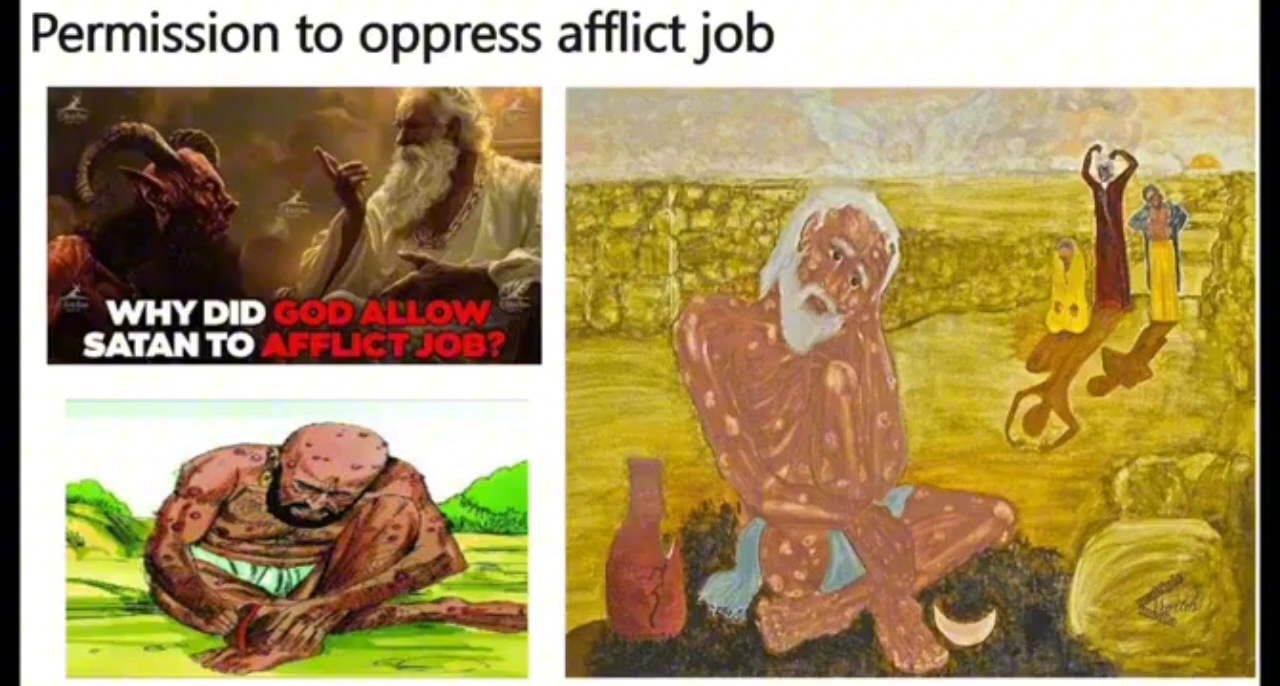 Permission to oppress afflict job
WHY DID GOD ALLOW
SATAN TO AFFLICT JOB?